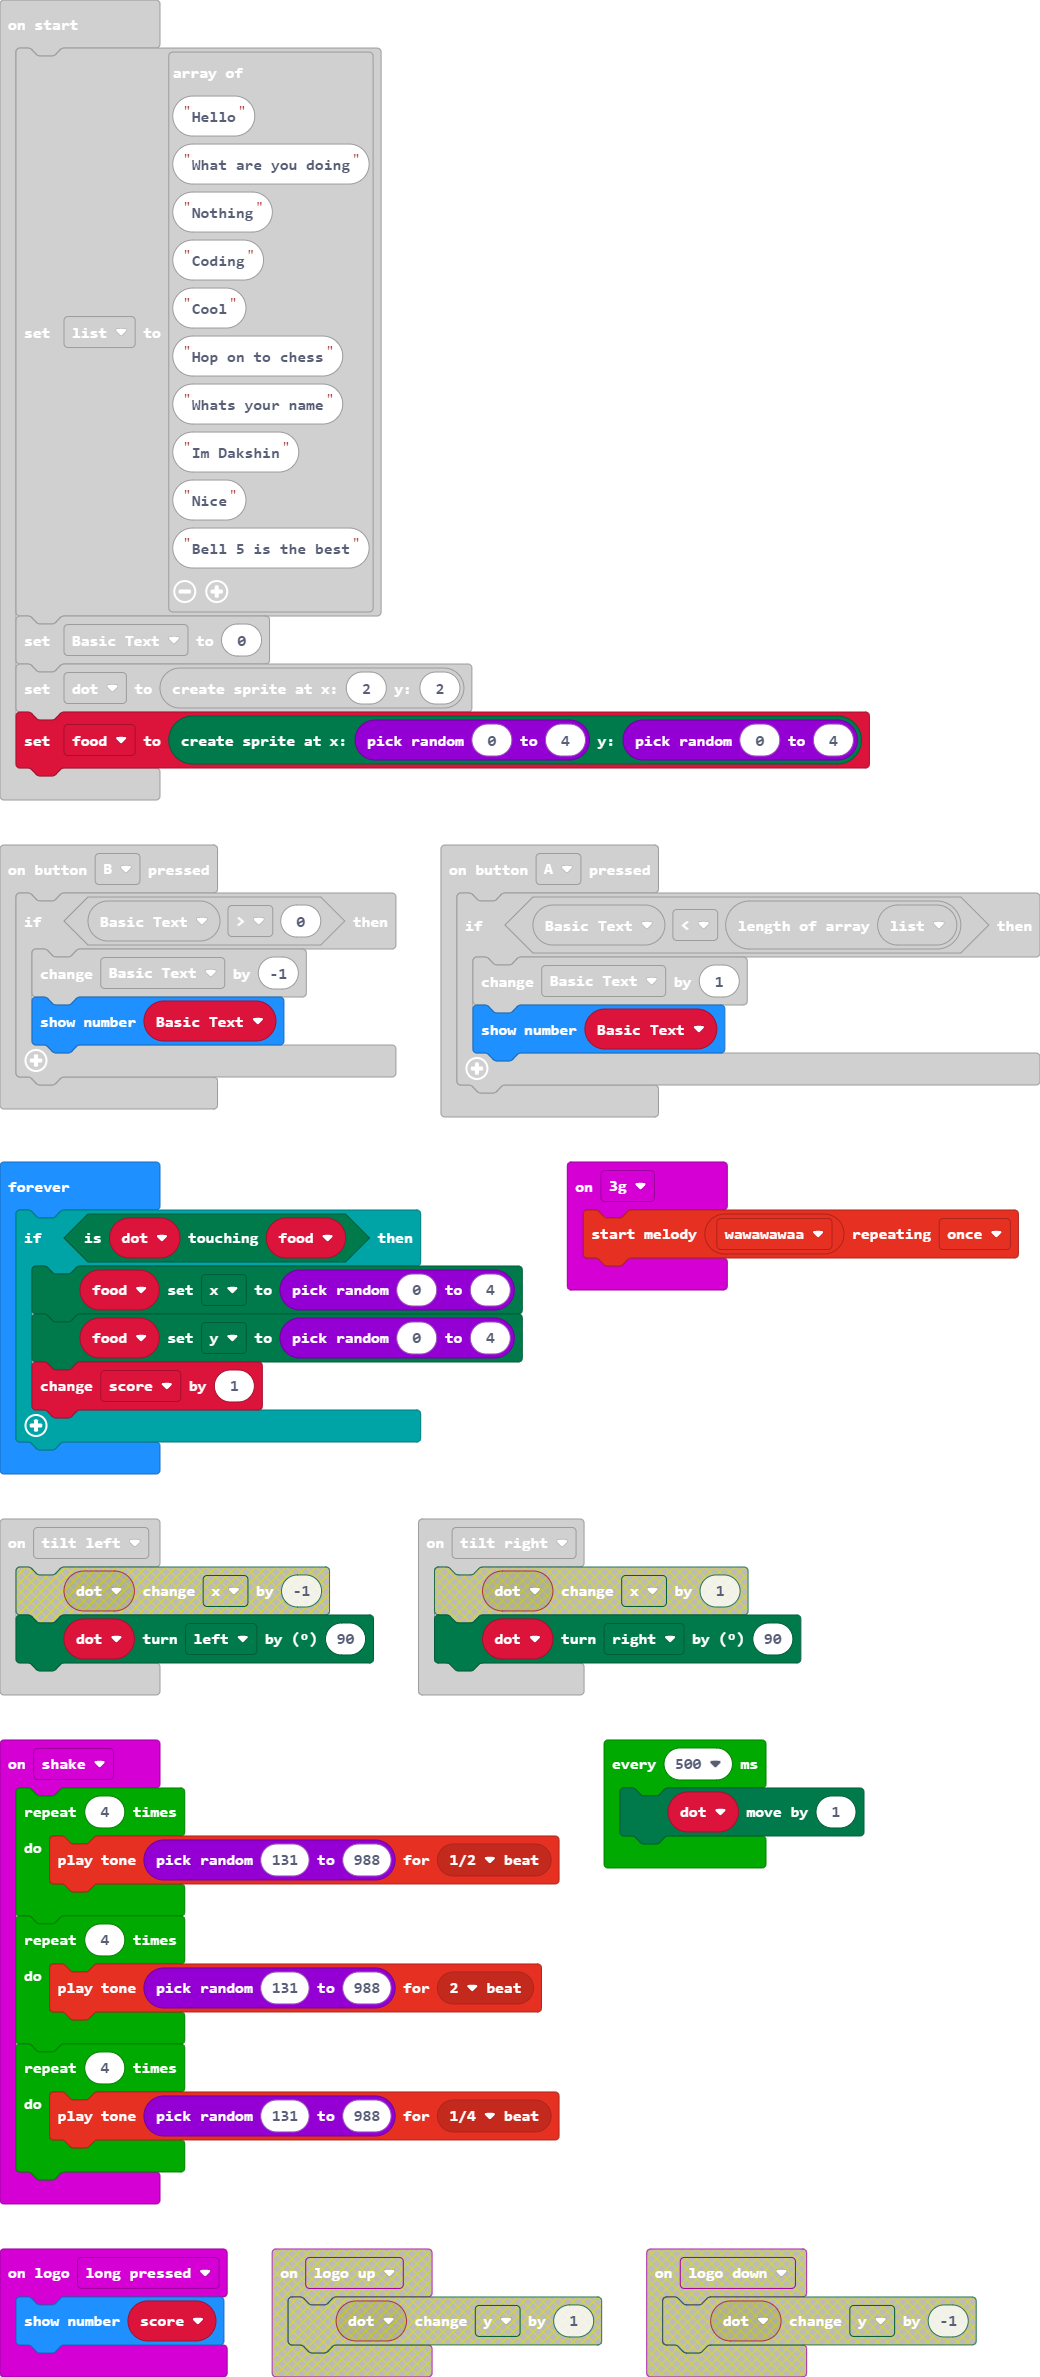 on start
array of
"Hello"
"What are you doing"
"Nothing"
"Coding"
"Cool"
set list to
"Hop on to chess"
"Whats your name"
"Im Dakshin"
"Nice"
"Bell 5 is the best"
set Basic Text to 0
set dot to create sprite at x: 2 y: 2
set food to create sprite at x: pick random 0 to 4 y: pick random 0 to 4
on button B pressed
if Basic Text > 0 then
change Basic Text by -1
show number Basic Text
on button A pressed
if Basic Text < length of array list then
change Basic Text by 1
show number Basic Text
forever
if is dot touching food then
food set x to pick random 0 to 4
food set y to pick random 0 to 4
change score by 1
on 3g
start melody wawawawaa repeating once
on tilt left
dot change x by -1
dot turn left by (°) 90
on tilt right
dot change x by 1
dot turn right by (°) 90
on shake
repeat 4 times
do play tone pick random 131 to 988 for 1/2 beat
repeat 4 times
do play tone pick random 131 to 988 for 2 beat
repeat 4 times
do play tone pick random 131 to 988 for 1/4 beat
every 500 ms
dot move by 1
on logo long pressed
show number score
on logo up
dot change y by 1
on logo down
dot change y by -1